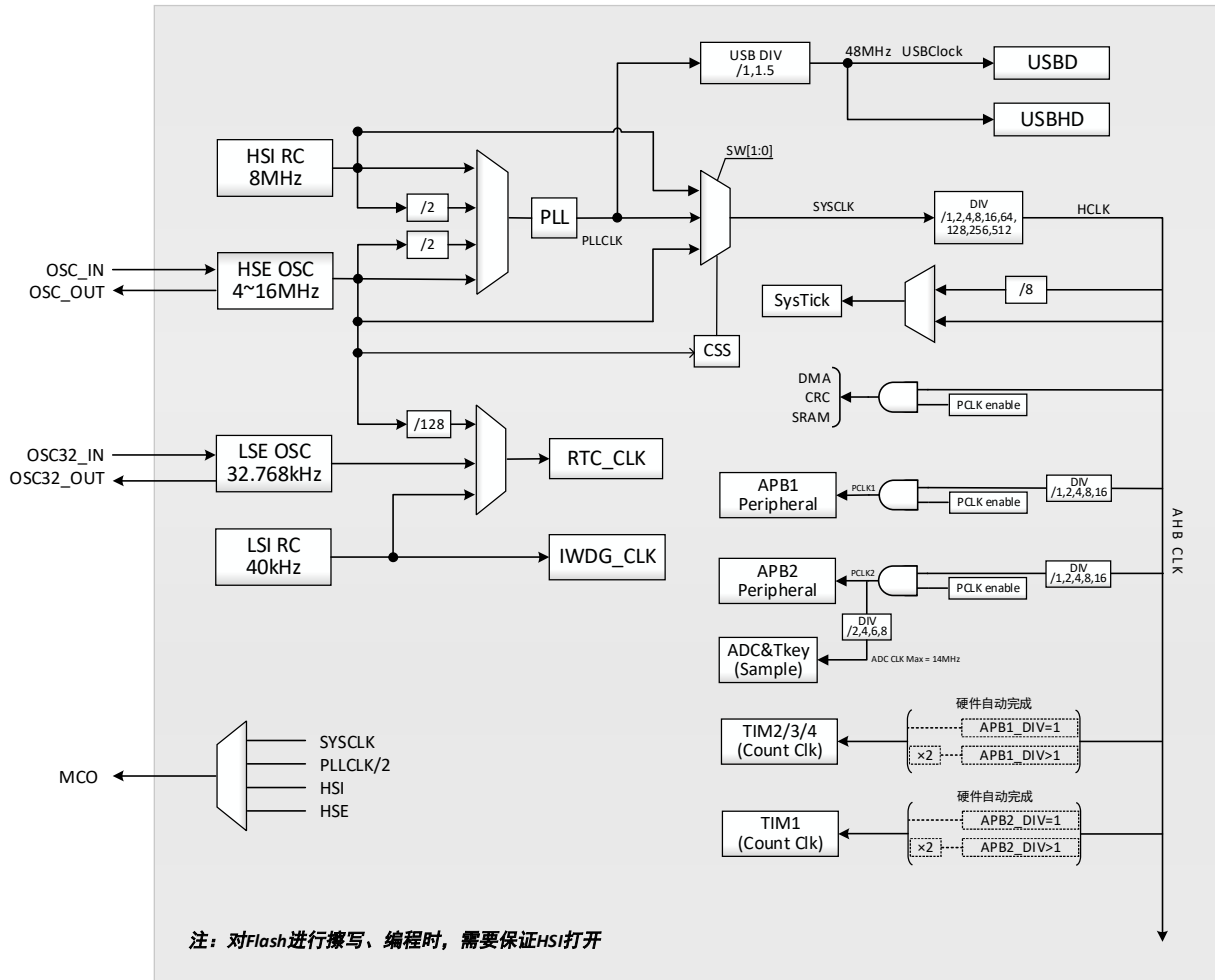 USB DIV
/1,1.5
48MHz USBClock
USBD
USBHD
HSI RC
8MHz
/2
/2
PLL
PLLCLK
SW[1:0]
SYSCLK
DIV
/1,2,4,8,16,64,
128,256,512
HCLK
OSC_IN
OSC_OUT
HSE OSC
4~16MHz
SysTick
/8
CSS
DMA
CRC
SRAM
PCLK enable
/128
OSC32_IN
OSC32_OUT
LSE OSC
32.768kHz
RTC_CLK
APB1
Peripheral
PCLK1
PCLK enable
DIV
/1,2,4,8,16
LSI RC
40kHz
IWDG_CLK
AHB CLK
APB2
Peripheral
PCLK2
PCLK enable
DIV
/1,2,4,8,16
DIV
/2,4,6,8
ADC&Tkey
(Sample)
ADC CLK Max = 14MHz
硬件自动完成
TIM2/3/4
(Count Clk)
APB1_DIV=1
×2
APB1_DIV>1
MCO
SYSCLK
PLLCLK/2
HSI
HSE
硬件自动完成
TIM1
(Count Clk)
APB2_DIV=1
×2
APB2_DIV>1
注：对Flash进行擦写、编程时，需要保证HSI打开